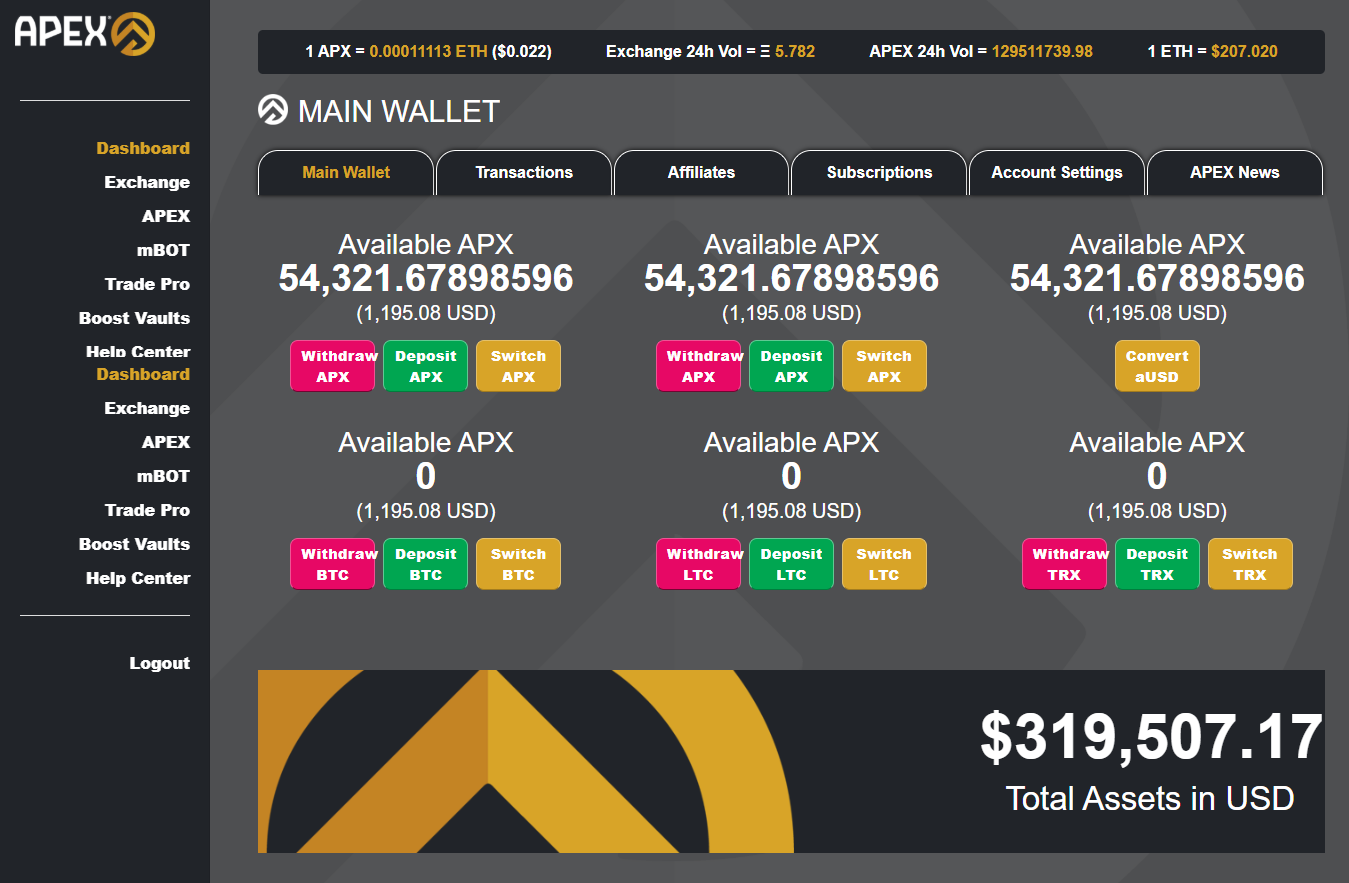 APEX
Dashboard
Exchange
APEX
mBOT
Trade Pro
Boost Vaults
Help Center
Dashboard
Exchange
APEX
mBOT
Trade Pro
Boost Vaults
Help Center
Logout
1 APX = 0.00011113 ETH ($0.022) Exchange 24h Vol = Ξ 5.782 APEX 24h Vol = 129511739.98 1 ETH = $207.020
MAIN WALLET
Main Wallet Transactions Affiliates Subscriptions Account Settings APEX News
Available APX
54,321.67898596
(1,195.08 USD)
Withdraw APX
Deposit APX
Switch APX
Available APX
54,321.67898596
(1,195.08 USD)
Withdraw APX
Deposit APX
Switch APX
Available APX
54,321.67898596
(1,195.08 USD)
Convert aUSD
Available APX
0
(1,195.08 USD)
Withdraw BTC
Deposit BTC
Switch BTC
Available APX
0
(1,195.08 USD)
Withdraw LTC
Deposit LTC
Switch LTC
Available APX
0
(1,195.08 USD)
Withdraw TRX
Deposit TRX
Switch TRX
$319,507.17
Total Assets in USD